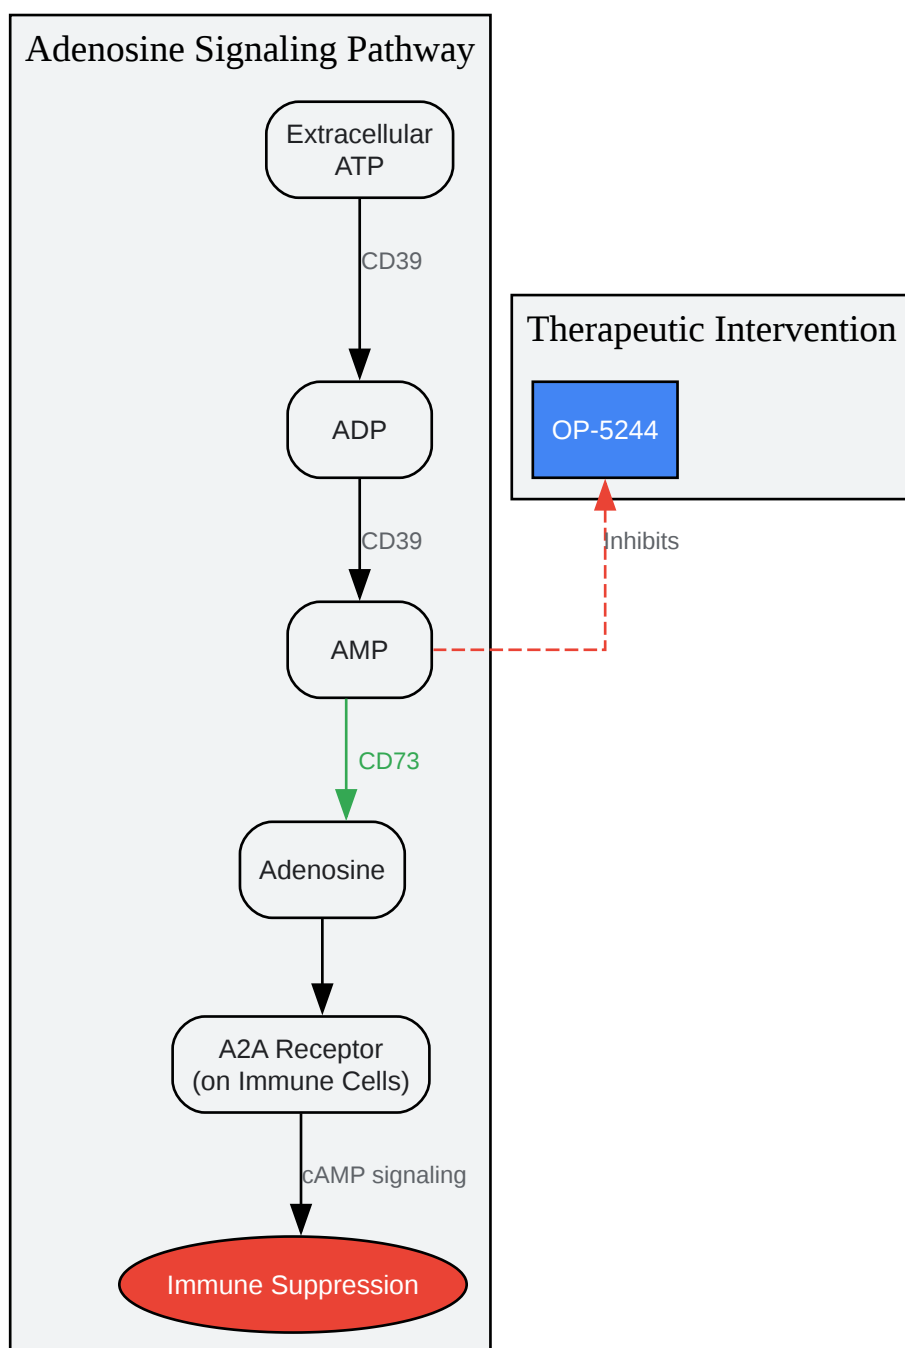 Adenosine Signaling Pathway
Extracellular
ATP
CD39
Therapeutic Intervention
ADP
OP-5244
CD39
Inhibits
AMP
CD73
Adenosine
A2A Receptor
(on Immune Cells)
cAMP signaling
Immune Suppression